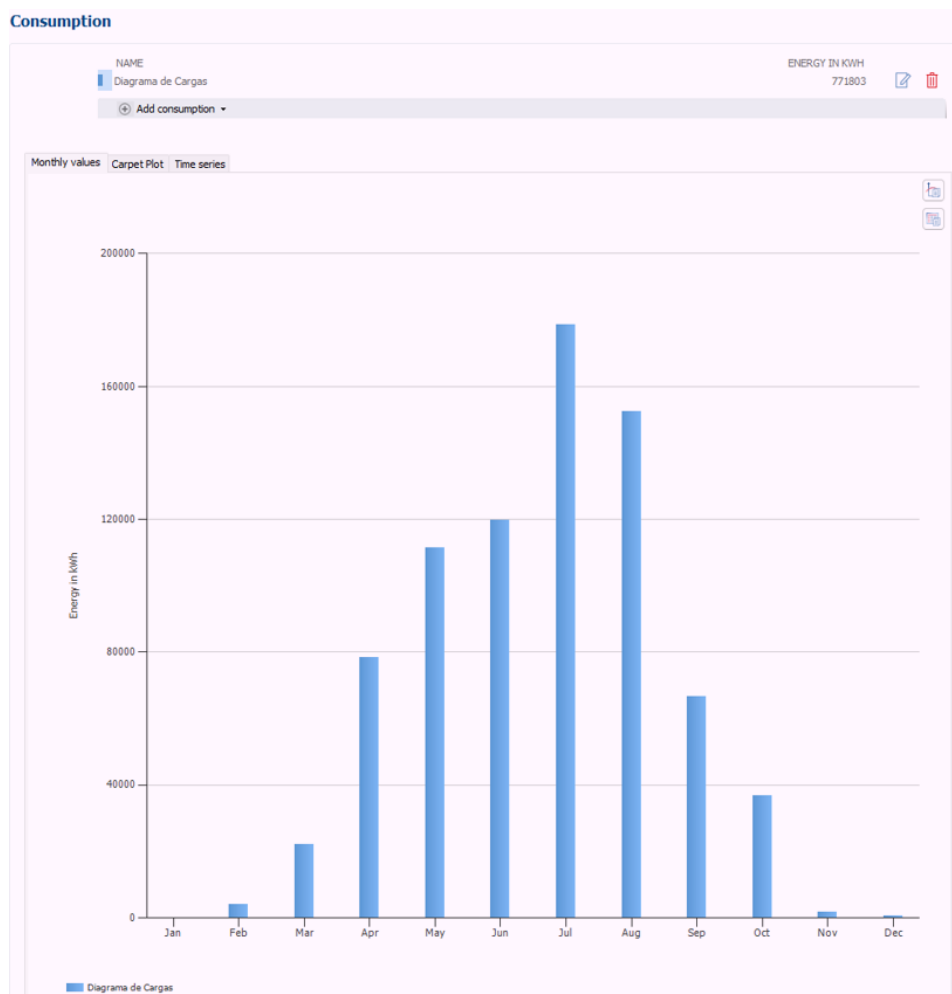 Consumption
NAME ENERGY IN KWH
Diagrama de Cargas 771803
Add consumption
Monthly values Carpet Plot Time series
200000
160000
120000
80000
40000
0
Energy in kWh
Jan Feb Mar Apr May Jun Jul Aug Sep Oct Nov Dec
Diagrama de Cargas